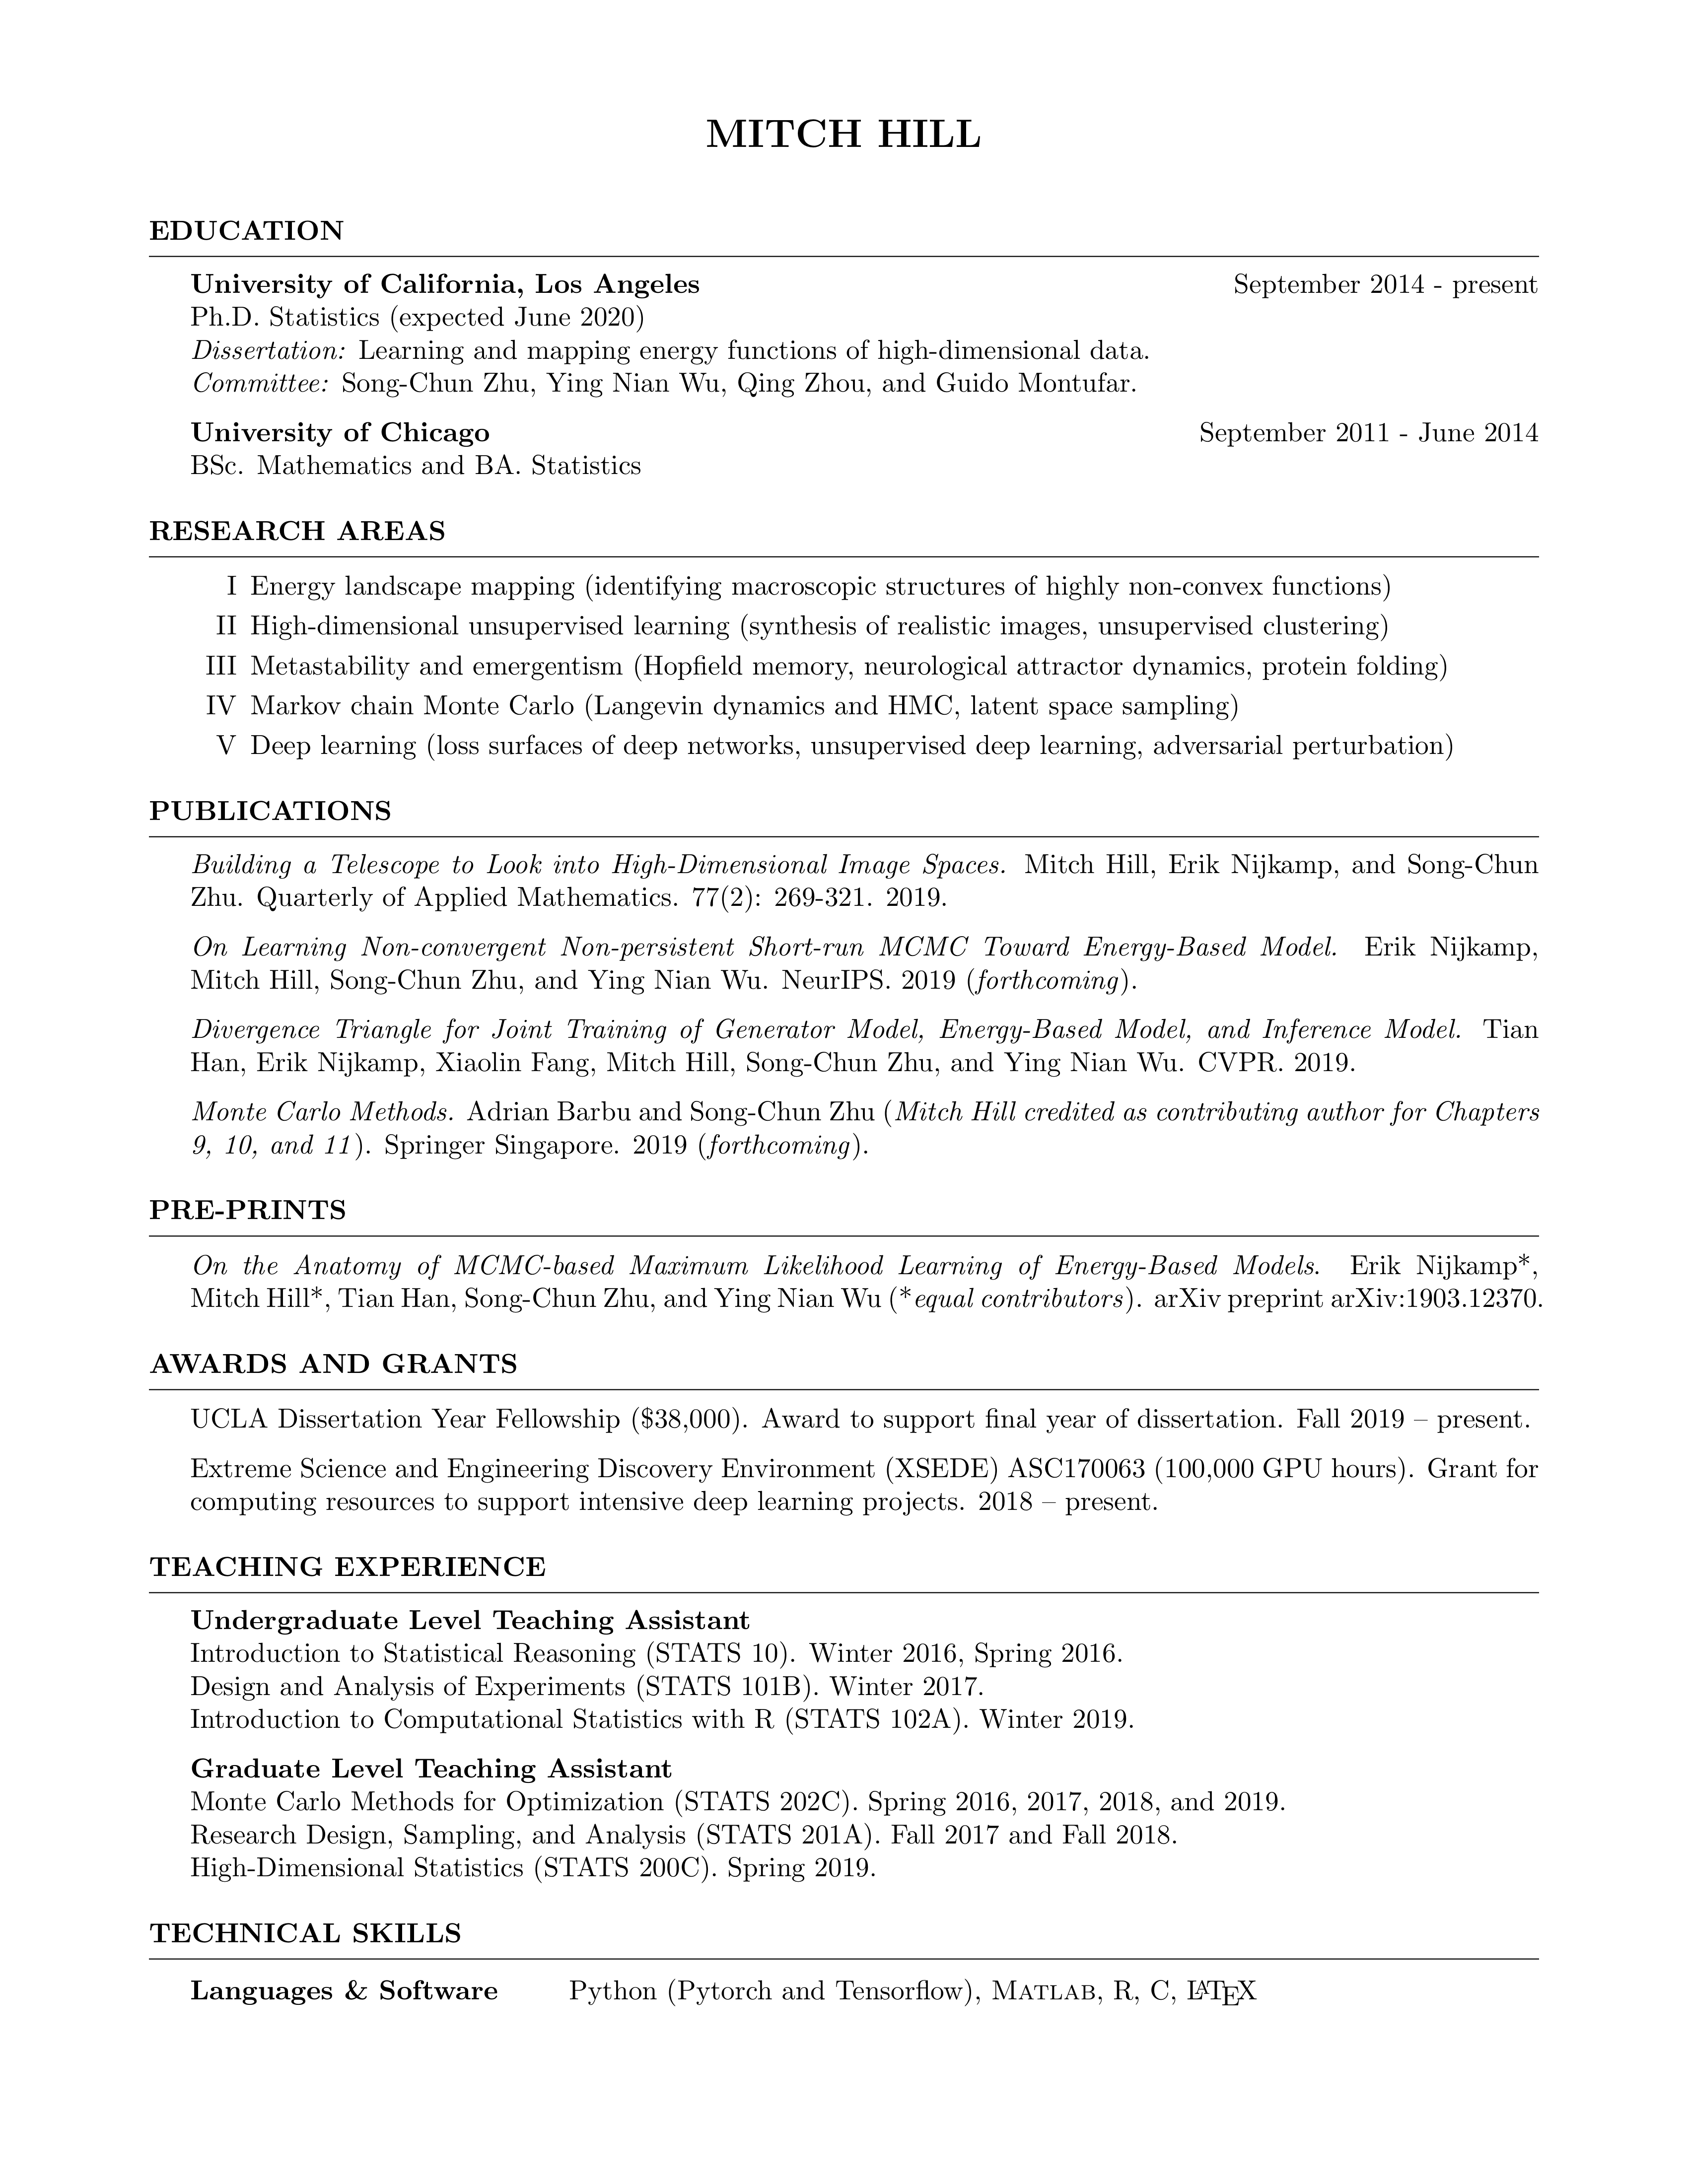 MITCH HILL
EDUCATION
University of California, Los Angeles September 2014 - present
Ph.D. Statistics (expected June 2020)
Dissertation: Learning and mapping energy functions of high-dimensional data.
Committee: Song-Chun Zhu, Ying Nian Wu, Qing Zhou, and Guido Montufar.
University of Chicago September 2011 - June 2014
BSc. Mathematics and BA. Statistics
RESEARCH AREAS
I Energy landscape mapping (identifying macroscopic structures of highly non-convex functions)
II High-dimensional unsupervised learning (synthesis of realistic images, unsupervised clustering)
III Metastability and emergentism (Hopfield memory, neurological attractor dynamics, protein folding)
IV Markov chain Monte Carlo (Langevin dynamics and HMC, latent space sampling)
V Deep learning (loss surfaces of deep networks, unsupervised deep learning, adversarial perturbation)
PUBLICATIONS
Building a Telescope to Look into High-Dimensional Image Spaces. Mitch Hill, Erik Nijkamp, and Song-Chun
Zhu. Quarterly of Applied Mathematics. 77(2): 269-321. 2019.
On Learning Non-convergent Non-persistent Short-run MCMC Toward Energy-Based Model. Erik Nijkamp,
Mitch Hill, Song-Chun Zhu, and Ying Nian Wu. NeurIPS. 2019 (forthcoming).
Divergence Triangle for Joint Training of Generator Model, Energy-Based Model, and Inference Model. Tian
Han, Erik Nijkamp, Xiaolin Fang, Mitch Hill, Song-Chun Zhu, and Ying Nian Wu. CVPR. 2019.
Monte Carlo Methods. Adrian Barbu and Song-Chun Zhu (Mitch Hill credited as contributing author for Chapters
9, 10, and 11). Springer Singapore. 2019 (forthcoming).
PRE-PRINTS
On the Anatomy of MCMC-based Maximum Likelihood Learning of Energy-Based Models. Erik Nijkamp*,
Mitch Hill*, Tian Han, Song-Chun Zhu, and Ying Nian Wu (*equal contributors). arXiv preprint arXiv:1903.12370.
AWARDS AND GRANTS
UCLA Dissertation Year Fellowship ($38,000). Award to support final year of dissertation. Fall 2019 – present.
Extreme Science and Engineering Discovery Environment (XSEDE) ASC170063 (100,000 GPU hours). Grant for
computing resources to support intensive deep learning projects. 2018 – present.
TEACHING EXPERIENCE
Undergraduate Level Teaching Assistant
Introduction to Statistical Reasoning (STATS 10). Winter 2016, Spring 2016.
Design and Analysis of Experiments (STATS 101B). Winter 2017.
Introduction to Computational Statistics with R (STATS 102A). Winter 2019.
Graduate Level Teaching Assistant
Monte Carlo Methods for Optimization (STATS 202C). Spring 2016, 2017, 2018, and 2019.
Research Design, Sampling, and Analysis (STATS 201A). Fall 2017 and Fall 2018.
High-Dimensional Statistics (STATS 200C). Spring 2019.
TECHNICAL SKILLS
Languages & Software Python (Pytorch and Tensorflow), MATLAB, R, C, LATEX